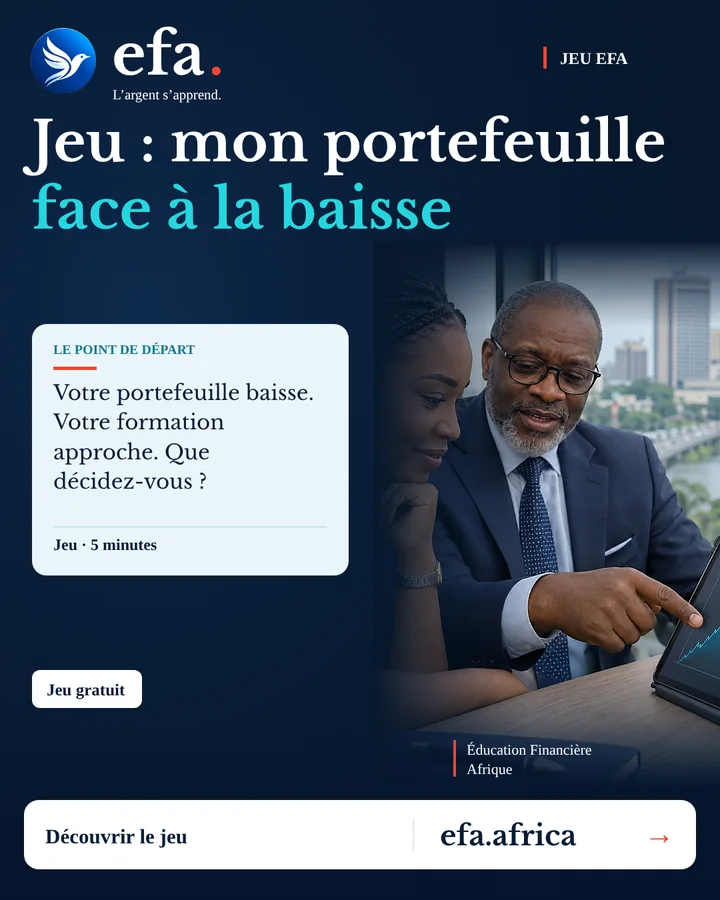 efa.
L’argent s’apprend.
JEU EFA
Jeu : mon portefeuille
face à la baisse
LE POINT DE DÉPART
Votre portefeuille baisse.
Votre formation
approche. Que
décidez-vous ?
Jeu · 5 minutes
Jeu gratuit
Éducation Financière
Afrique
Découvrir le jeu
efa.africa →